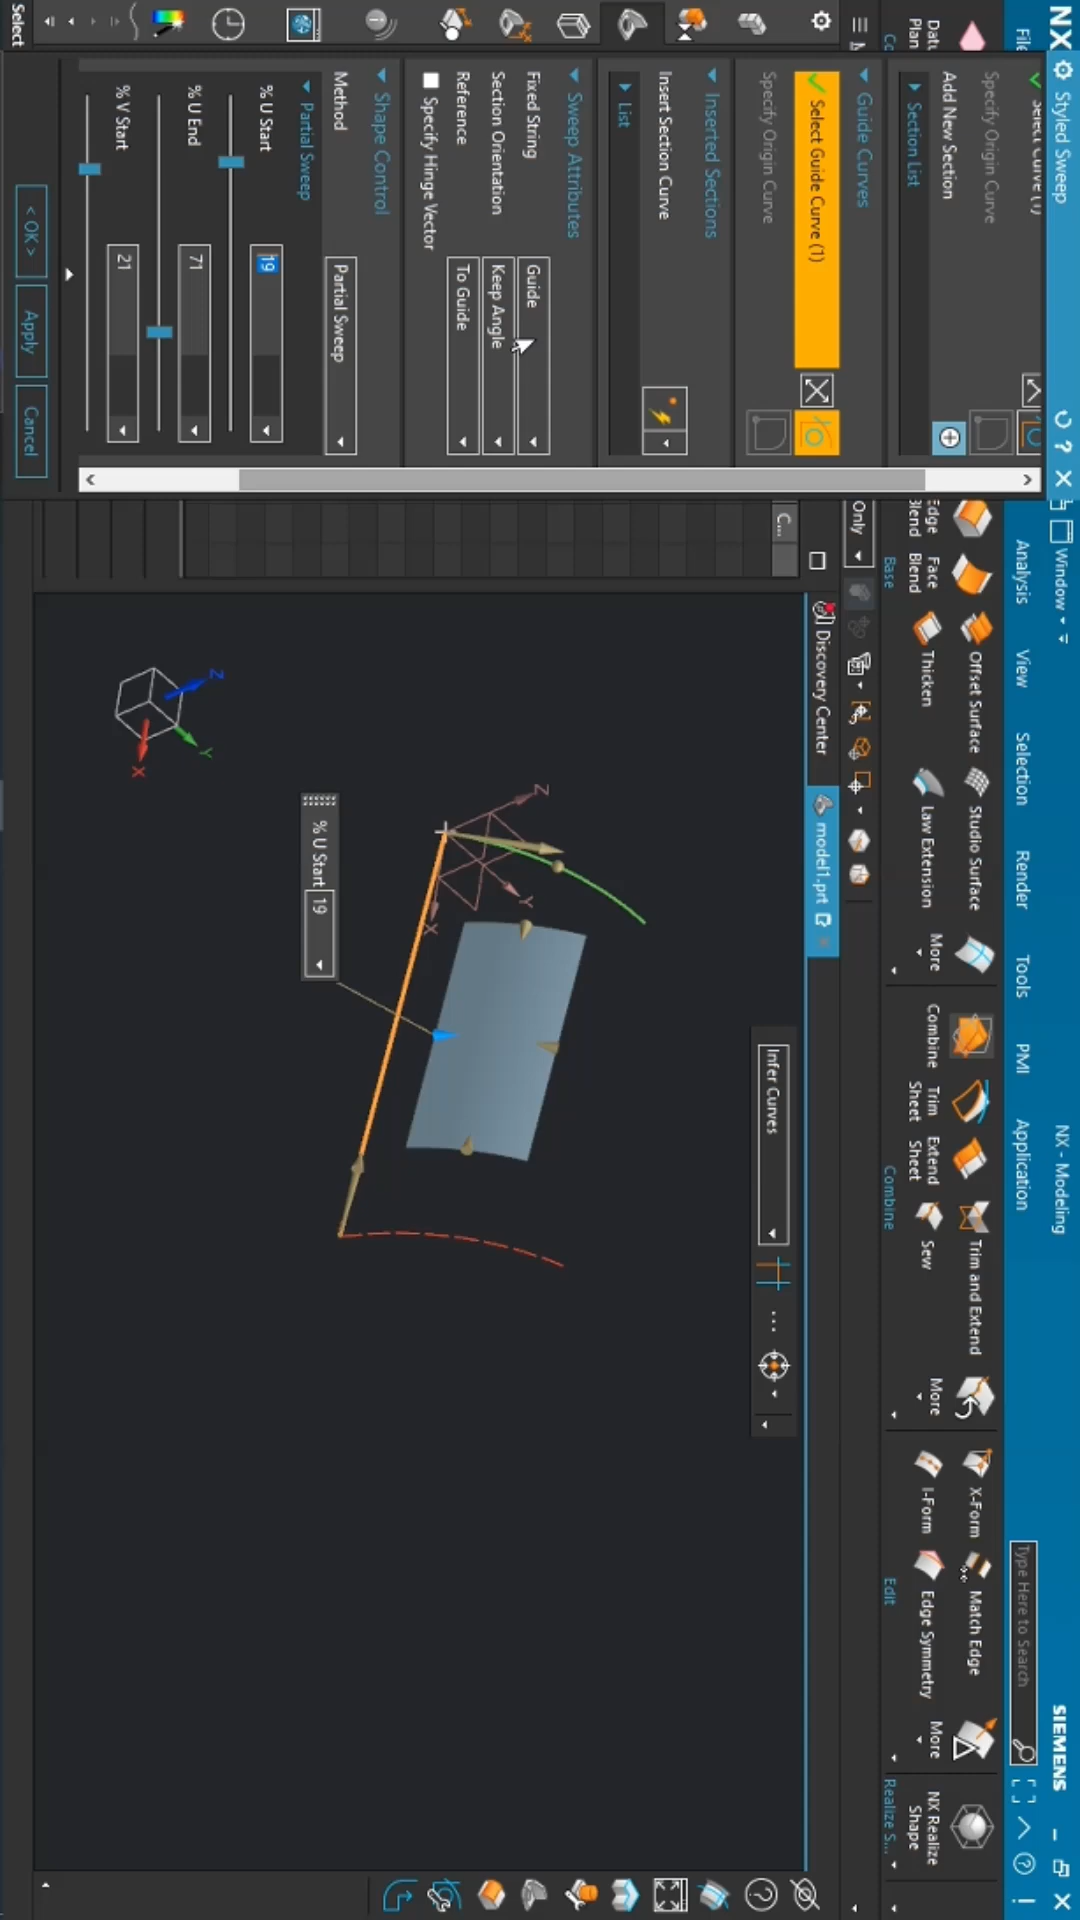 NX
NX - Modeling
SIEMENS
Window
File
Analysis
View
Selection
Render
Tools
PMI
Application
Type Here to Search
Styled Sweep
Select Curve (1)
Specify Origin Curve
Add New Section
Section List
Guide Curves
Select Guide Curve (1)
Specify Origin Curve
Inserted Sections
Insert Section Curve
List
Sweep Attributes
Fixed String
Guide
Section Orientation
Keep Angle
Reference
To Guide
Specify Hinge Vector
Shape Control
Method
Partial Sweep
Partial Sweep
% U Start
19
% U End
71
% V Start
21
< OK >
Apply
Cancel
Select
Edge Blend
Face Blend
Offset Surface
Thicken
Studio Surface
Law Extension
More
Base
Combine
Trim Sheet
Extend Sheet
Trim and Extend
Sew
More
Combine
X-Form
I-Form
Match Edge
Edge Symmetry
More
Edit
NX Realize Shape
Realize S...
Only
C...
Discovery Center
model1.prt
Infer Curves
% U Start
19
Z
Y
X
Z
Y
X